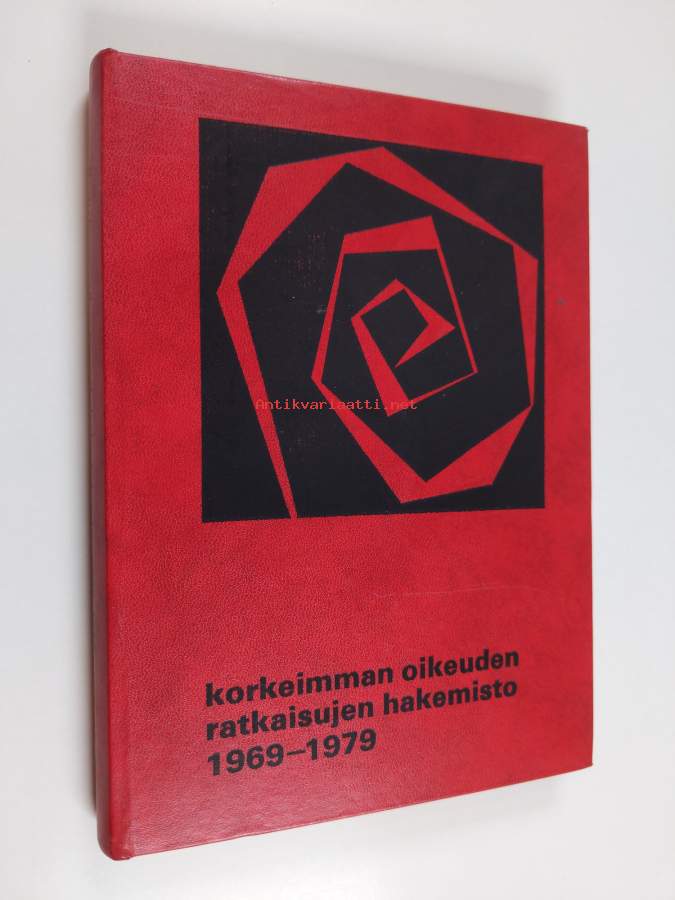 Antikvariaatti.net
korkeimman oikeuden
ratkaisujen hakemisto
1969–1979